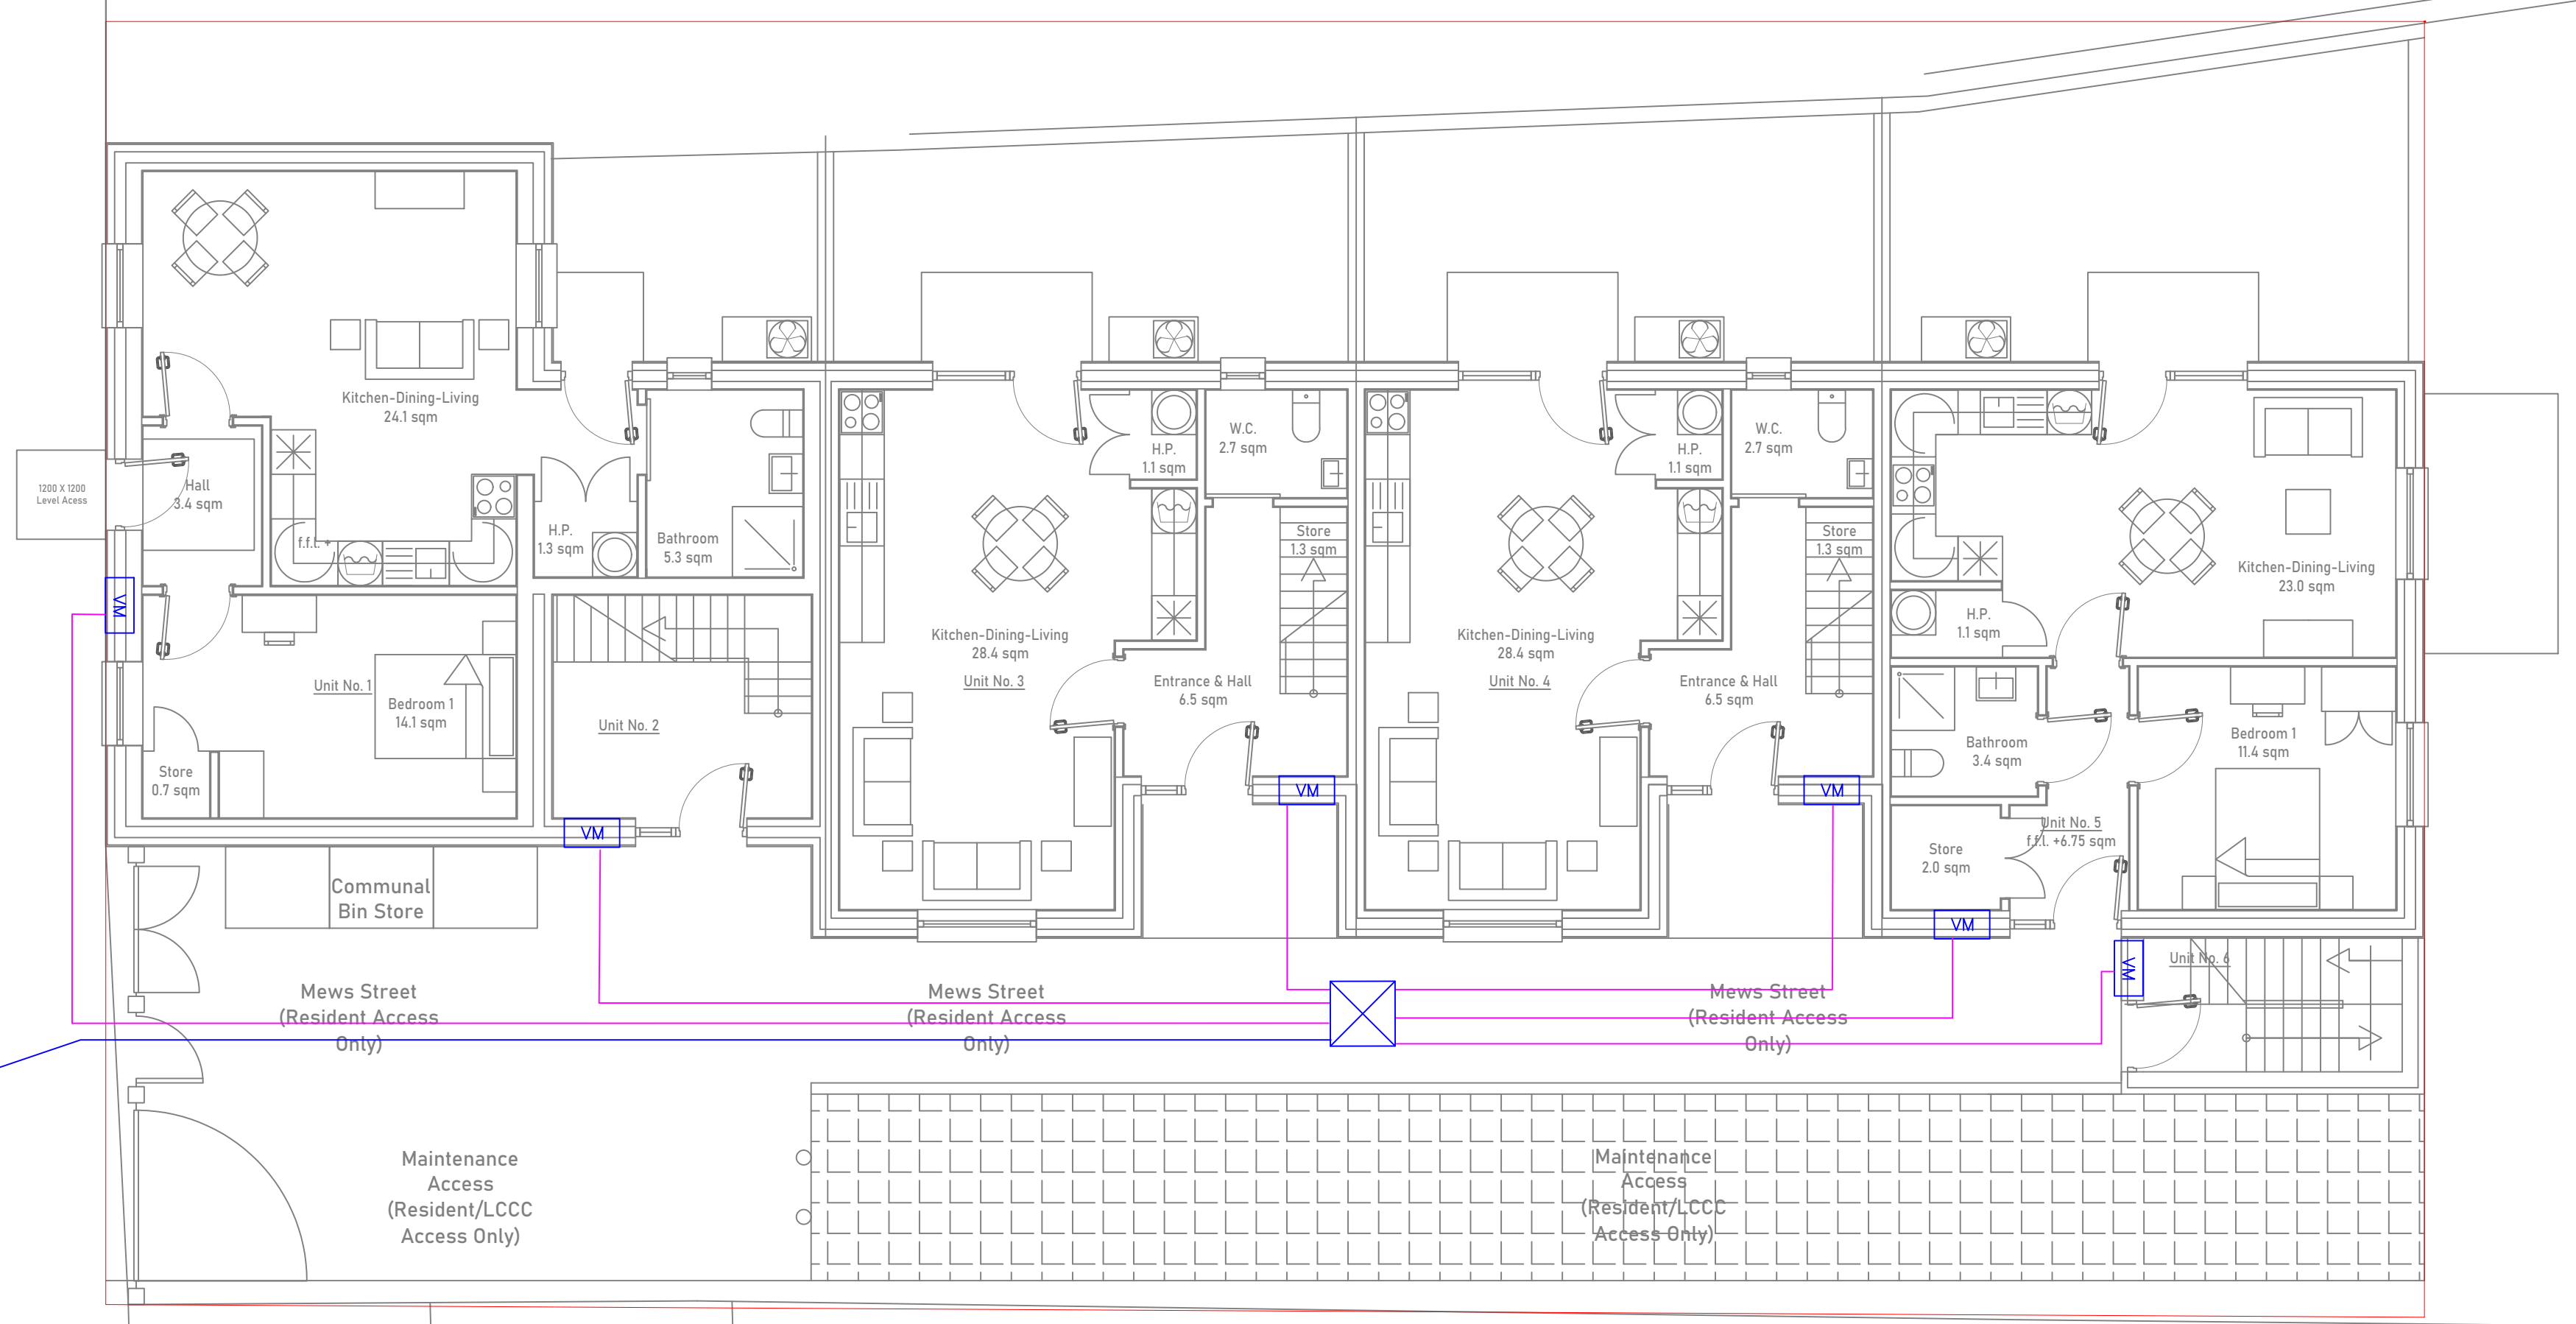 Kitchen-Dining-Living
24.1 sqm
1200 X 1200
Level Acess
Hall
3.4 sqm
f.f.l. +
H.P.
1.3 sqm
Bathroom
5.3 sqm
VM
Unit No. 1
Bedroom 1
14.1 sqm
Store
0.7 sqm
Unit No. 2
VM
Kitchen-Dining-Living
28.4 sqm
Unit No. 3
H.P.
1.1 sqm
W.C.
2.7 sqm
Store
1.3 sqm
Entrance & Hall
6.5 sqm
VM
Kitchen-Dining-Living
28.4 sqm
Unit No. 4
H.P.
1.1 sqm
W.C.
2.7 sqm
Store
1.3 sqm
Entrance & Hall
6.5 sqm
VM
Kitchen-Dining-Living
23.0 sqm
H.P.
1.1 sqm
Bathroom
3.4 sqm
Bedroom 1
11.4 sqm
Unit No. 5
f.f.l. +6.75 sqm
Store
2.0 sqm
VM
VM
Unit No. 6
Communal
Bin Store
Mews Street
(Resident Access
Only)
Mews Street
(Resident Access
Only)
Mews Street
(Resident Access
Only)
Maintenance
Access
(Resident/LCCC
Access Only)
Maintenance
Access
(Resident/LCCC
Access Only)